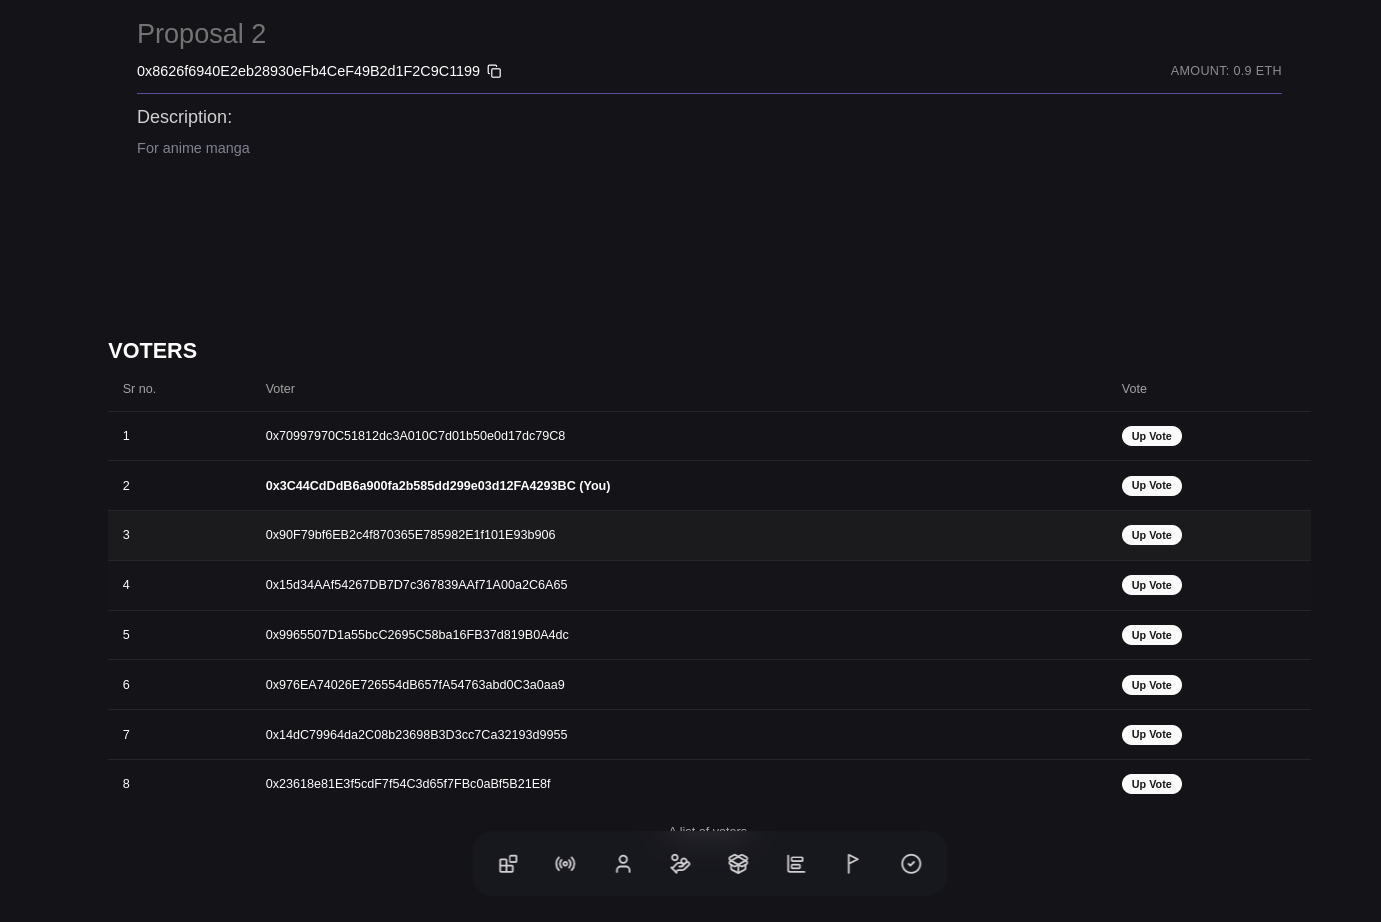 Proposal 2
0x8626f6940E2eb28930eFb4CeF49B2d1F2C9C1199
AMOUNT: 0.9 ETH
Description:
For anime manga
VOTERS
Sr no. Voter Vote
1 0x70997970C51812dc3A010C7d01b50e0d17dc79C8 Up Vote
2 0x3C44CdDdB6a900fa2b585dd299e03d12FA4293BC (You) Up Vote
3 0x90F79bf6EB2c4f870365E785982E1f101E93b906 Up Vote
4 0x15d34AAf54267DB7D7c367839AAf71A00a2C6A65 Up Vote
5 0x9965507D1a55bcC2695C58ba16FB37d819B0A4dc Up Vote
6 0x976EA74026E726554dB657fA54763abd0C3a0aa9 Up Vote
7 0x14dC79964da2C08b23698B3D3cc7Ca32193d9955 Up Vote
8 0x23618e81E3f5cdF7f54C3d65f7FBc0aBf5B21E8f Up Vote
A list of voters